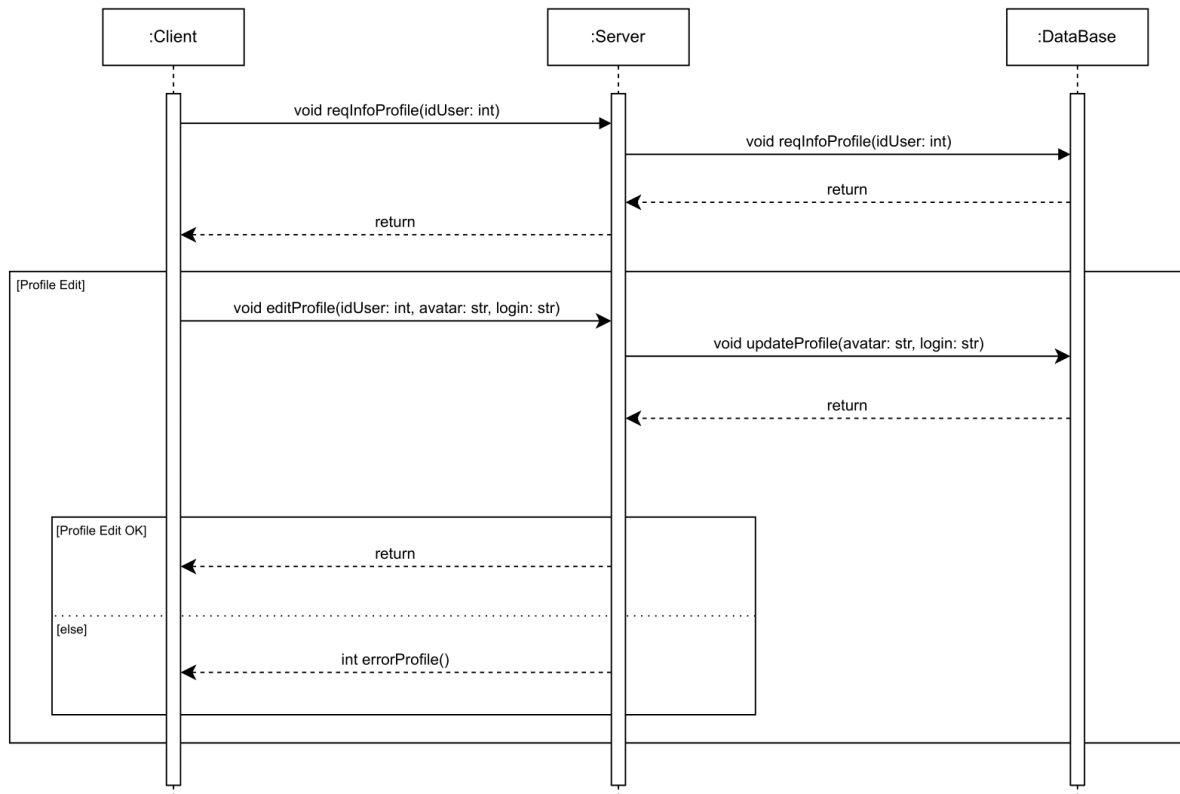 :Client
:Server
:DataBase
void reqInfoProfile(idUser: int)
void reqInfoProfile(idUser: int)
return
return
[Profile Edit]
void editProfile(idUser: int, avatar: str, login: str)
void updateProfile(avatar: str, login: str)
return
[Profile Edit OK]
return
[else]
int errorProfile()